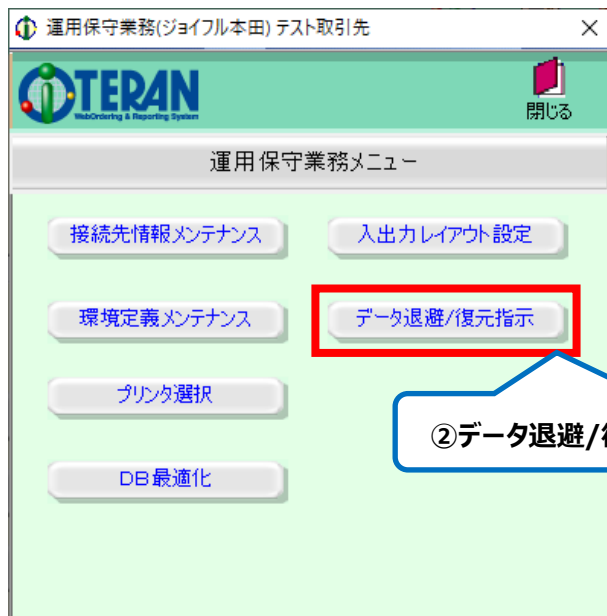 運用保守業務(ジョイフル本田) テスト取引先
TERAN
WebOrdering & Reporting System
閉じる
運用保守業務メニュー
接続先情報メンテナンス
入出力レイアウト設定
環境定義メンテナンス
データ退避/復元指示
プリンタ選択
②データ退避/
DB最適化